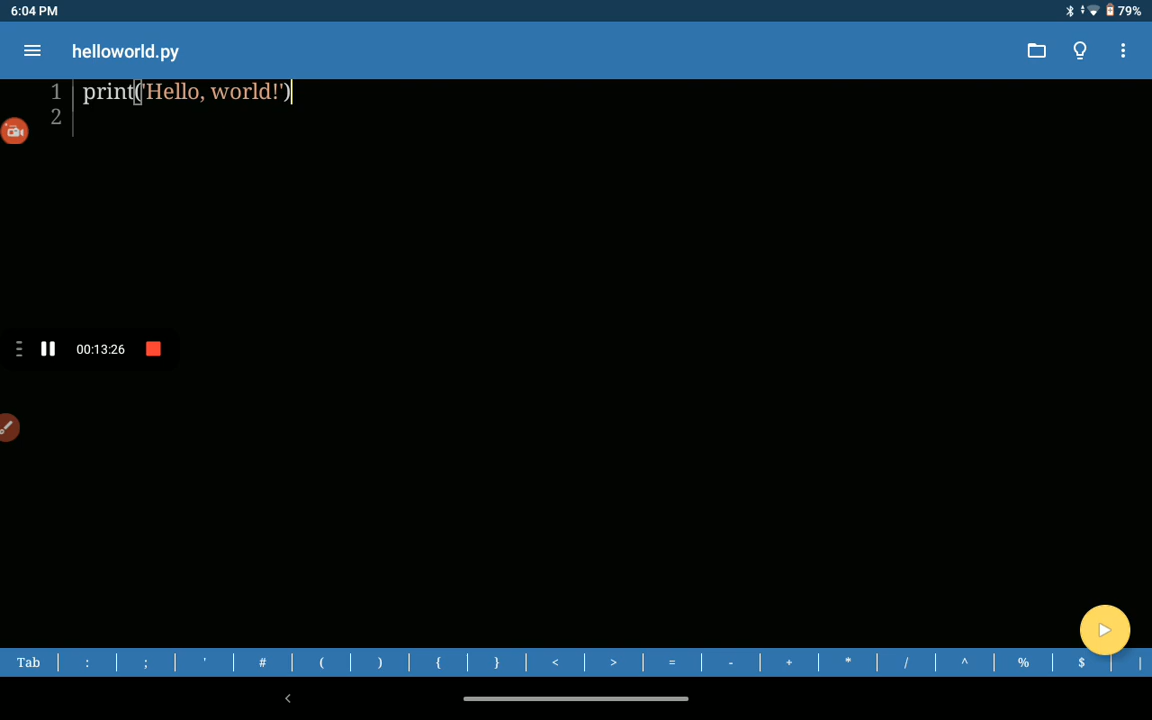 6:04 PM
79%
helloworld.py
1 print('Hello, world!')
2
00:13:26
Tab : ; ' # ( ) { } < > = - + * / ^ % $ |